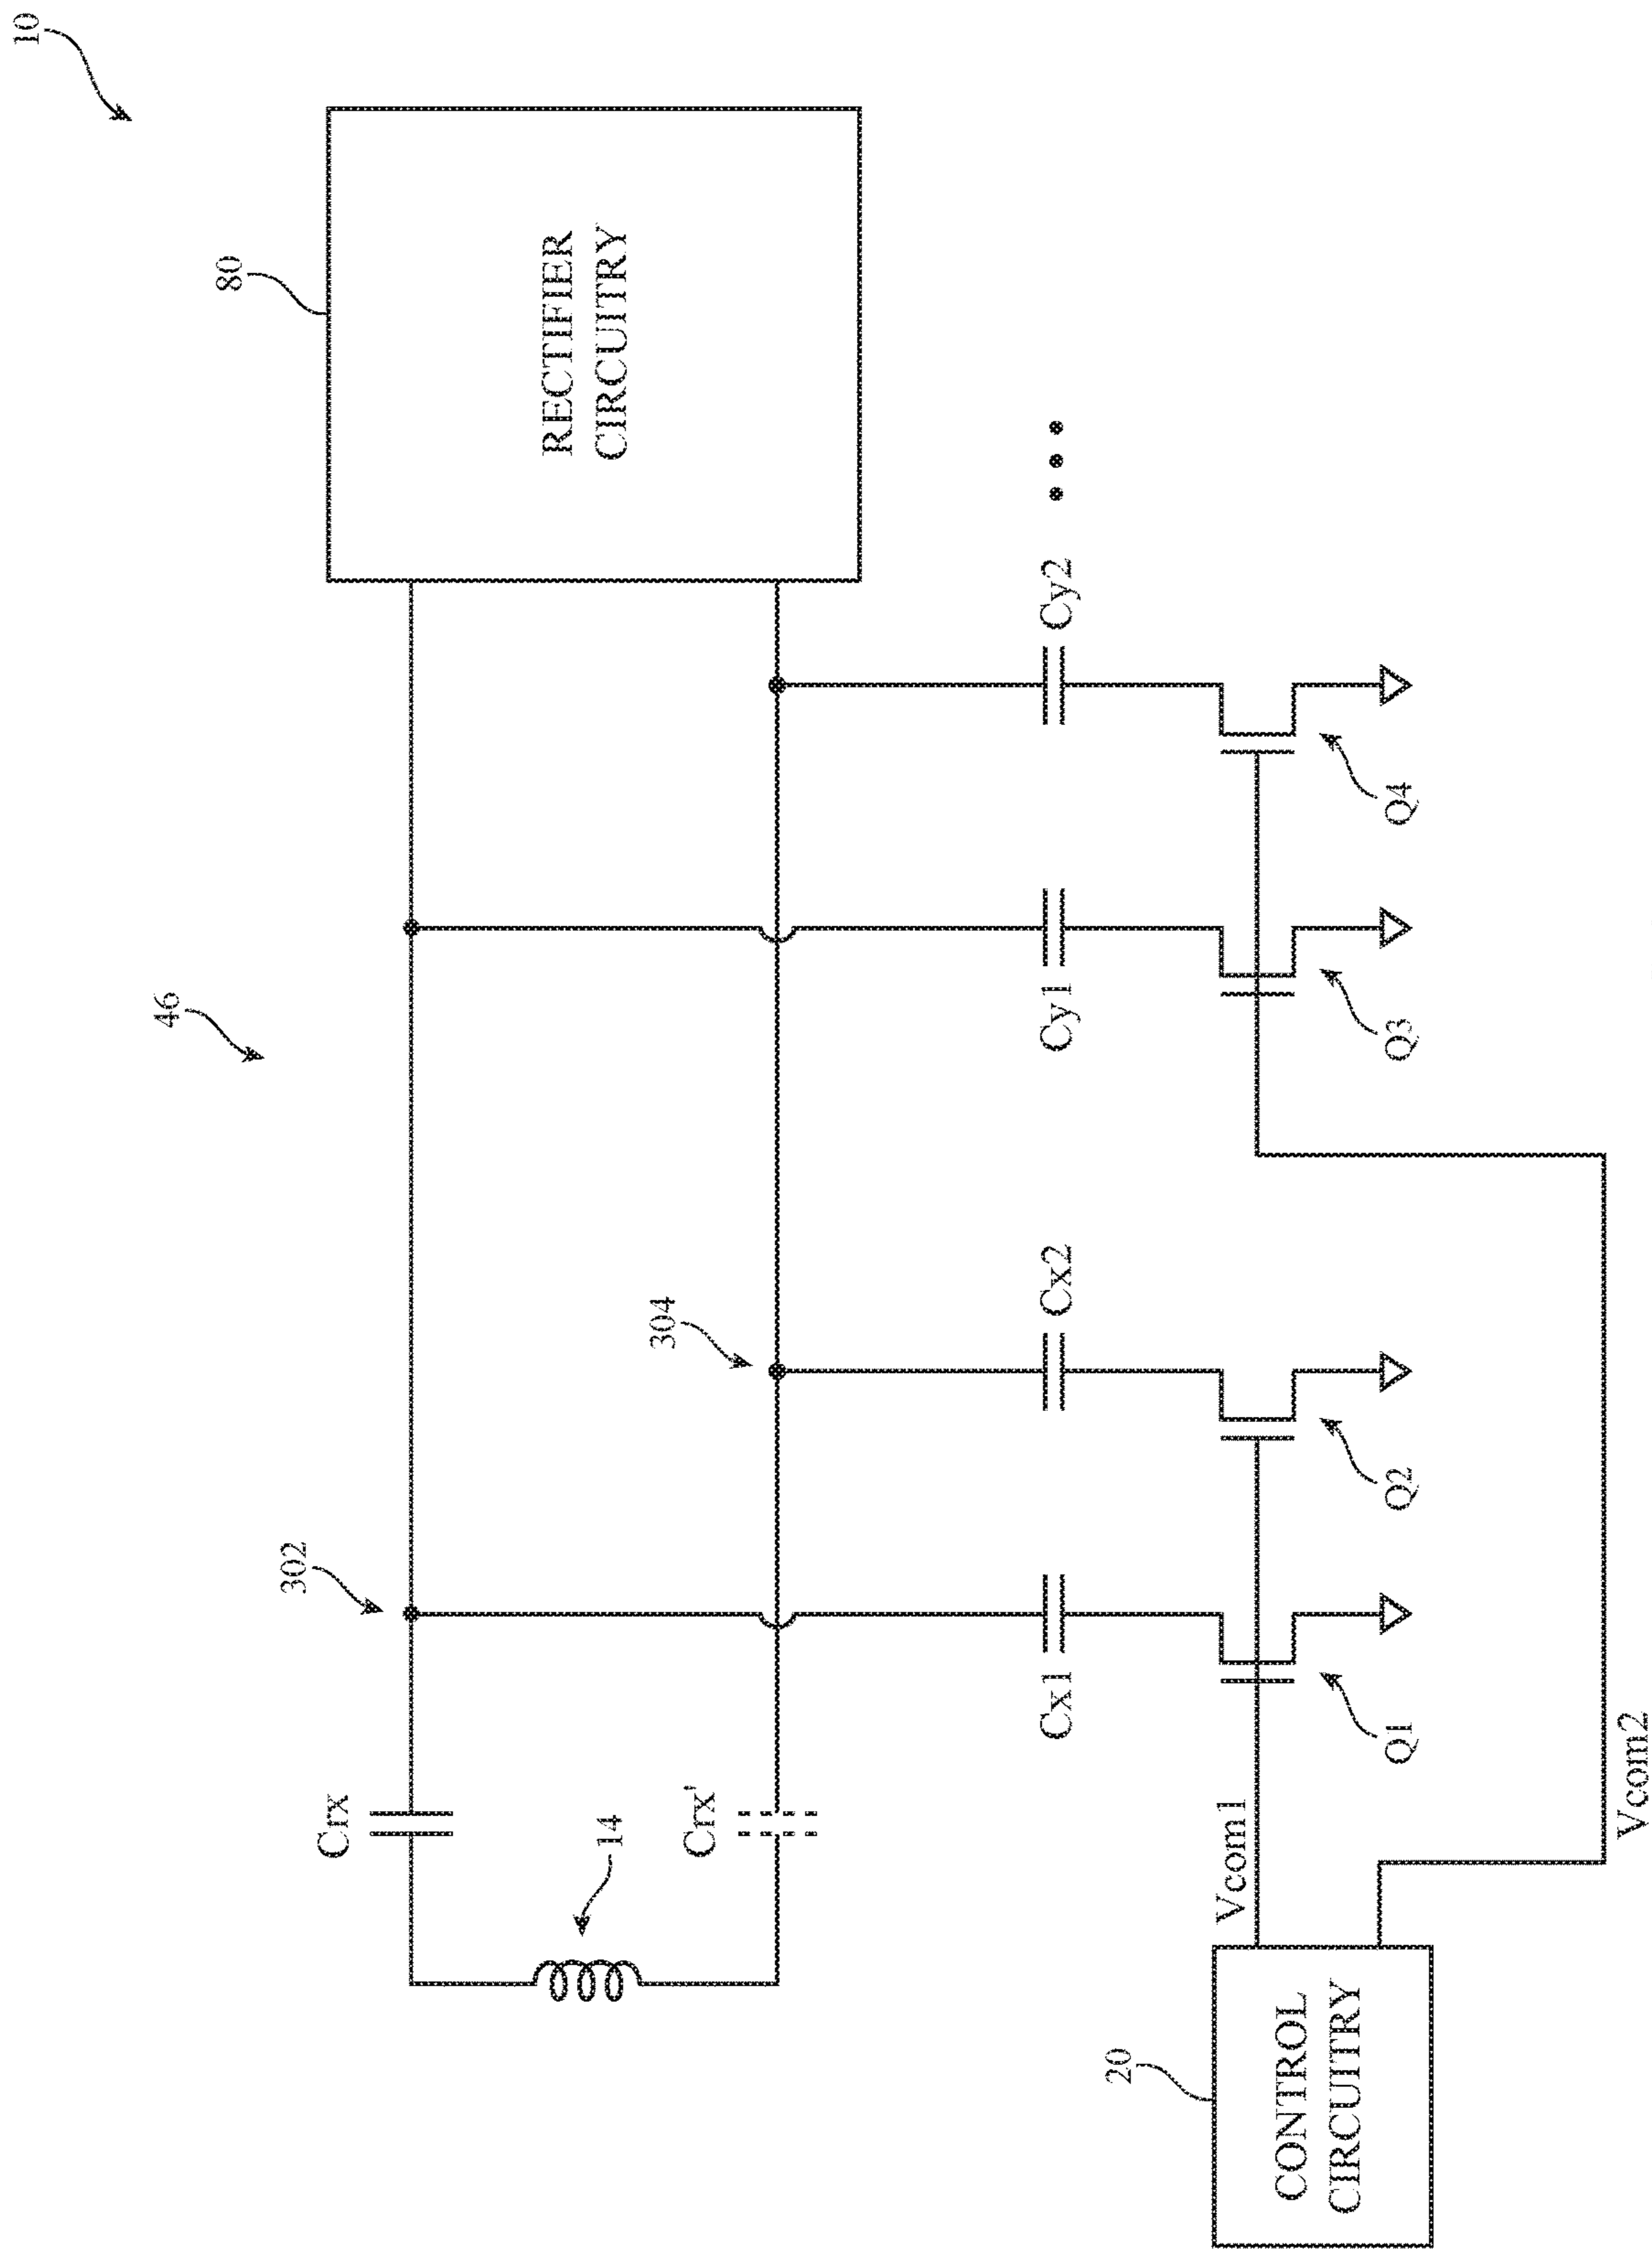 10
46
80
302
304
Crx
14
Crx'
RECTIFIER
CIRCUITRY
Cx1
Cx2
Cy1
Cy2
Vcom1
20
CONTROL
CIRCUITRY
Q1
Q2
Q3
Q4
Vcom2